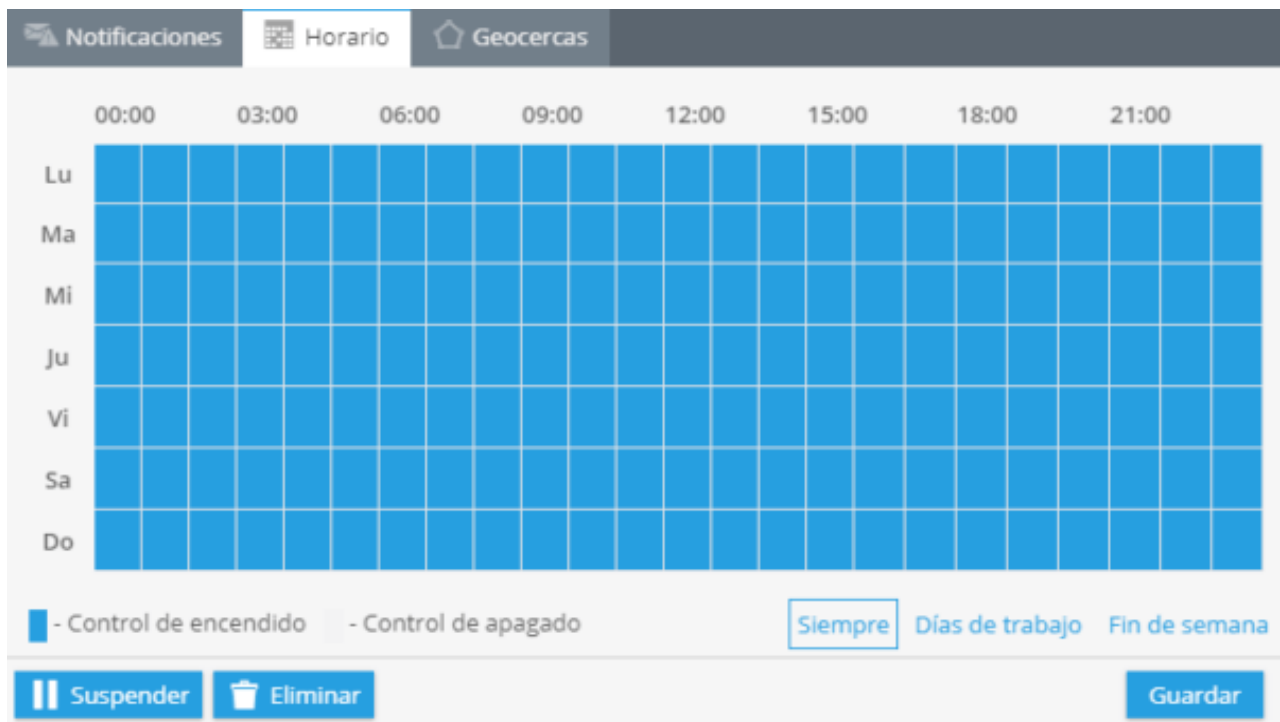 Notificaciones Horario Geocercas
00:00 03:00 06:00 09:00 12:00 15:00 18:00 21:00
Lu
Ma
Mi
Ju
Vi
Sa
Do
- Control de encendido - Control de apagado Siempre Días de trabajo Fin de semana
Suspender Eliminar Guardar